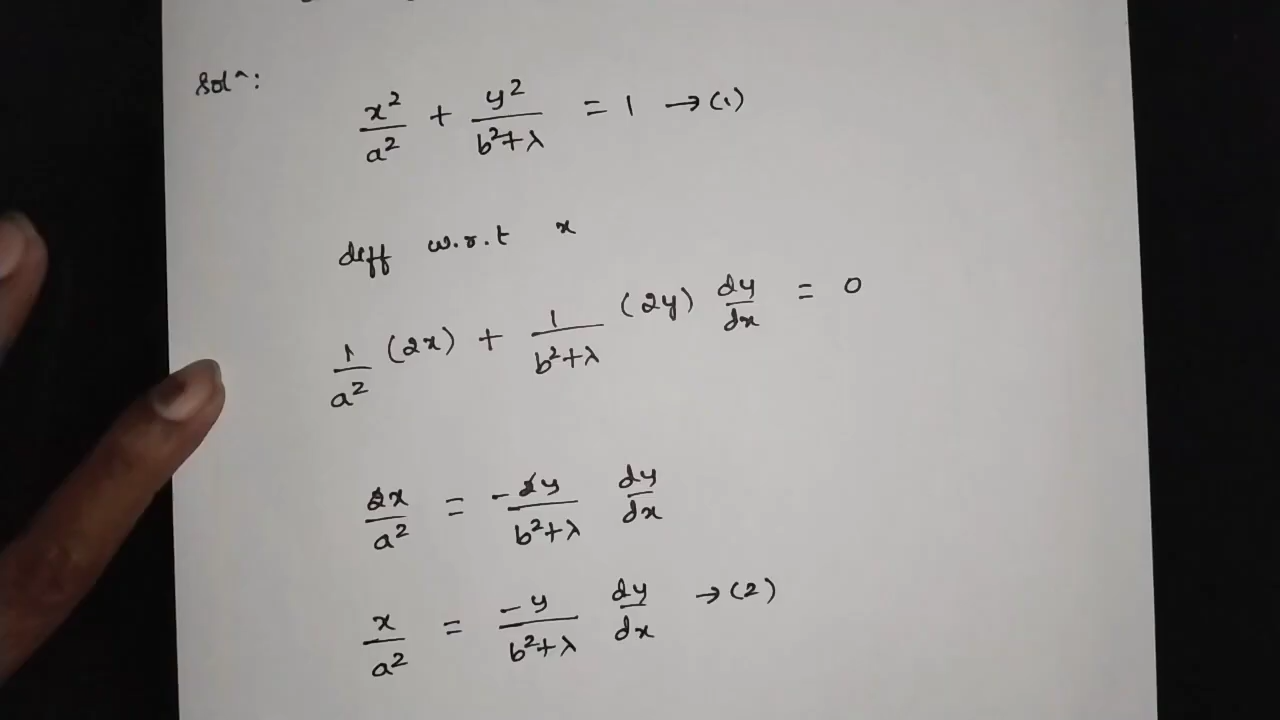 Solⁿ:
x²/a² + y²/(b²+λ) = 1 → (1)
diff w.r.t x
1/a² (2x) + 1/(b²+λ) (2y) dy/dx = 0
2x/a² = -2y/(b²+λ) dy/dx
x/a² = -y/(b²+λ) dy/dx → (2)